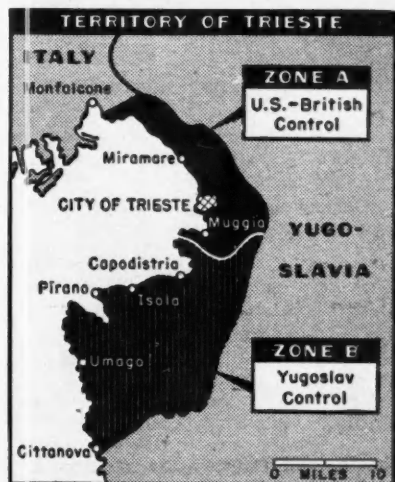 TERRITORY OF TRIESTE
ITALY
Monfalcone
ZONE A
U.S.-British
Control
Miramare
CITY OF TRIESTE
Muggia
YUGO-
SLAVIA
Capodistria
Pirano
Isola
ZONE B
Yugoslav
Control
Umago
Cittanova
0 MILES 10